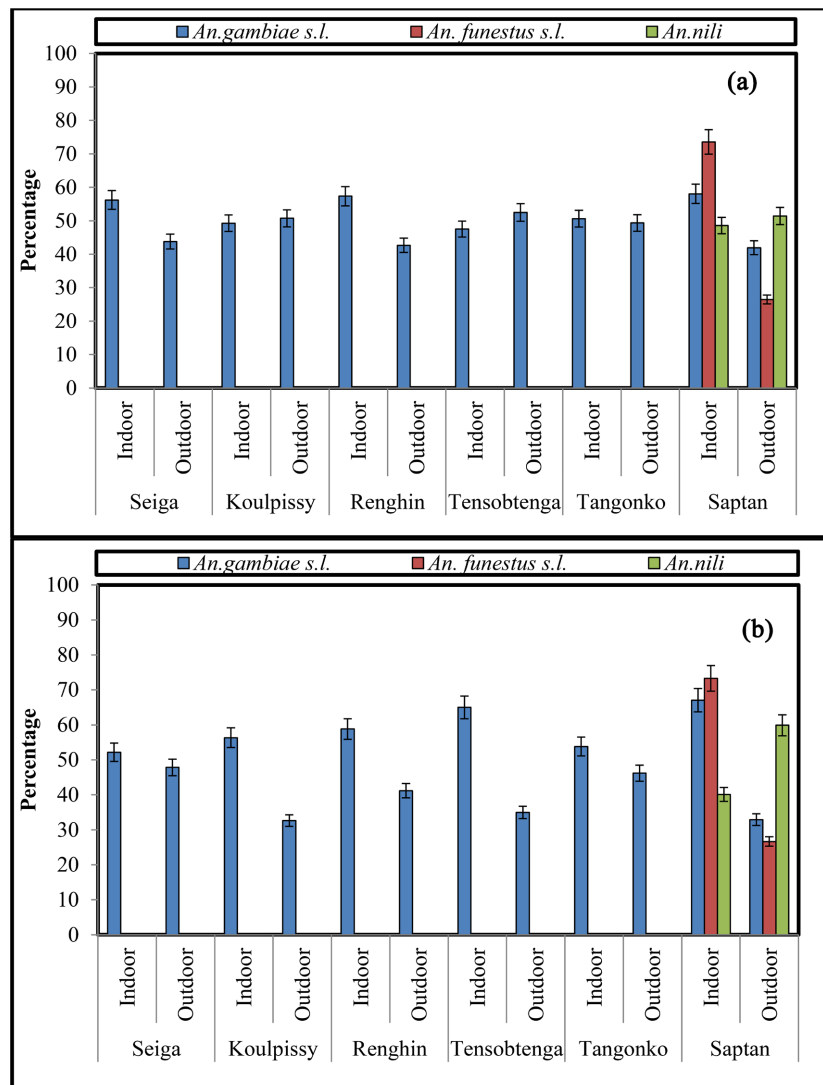 An.gambiae s.l. An. funestus s.l. An.nili
(a)
Percentage
100
90
80
70
60
50
40
30
20
10
0
Indoor Outdoor Indoor Outdoor Indoor Outdoor Indoor Outdoor Indoor Outdoor Indoor Outdoor
Seiga Koulpissy Renghin Tensobtenga Tangonko Saptan
An.gambiae s.l. An. funestus s.l. An.nili
(b)
Percentage
100
90
80
70
60
50
40
30
20
10
0
Indoor Outdoor Indoor Outdoor Indoor Outdoor Indoor Outdoor Indoor Outdoor Indoor Outdoor
Seiga Koulpissy Renghin Tensobtenga Tangonko Saptan